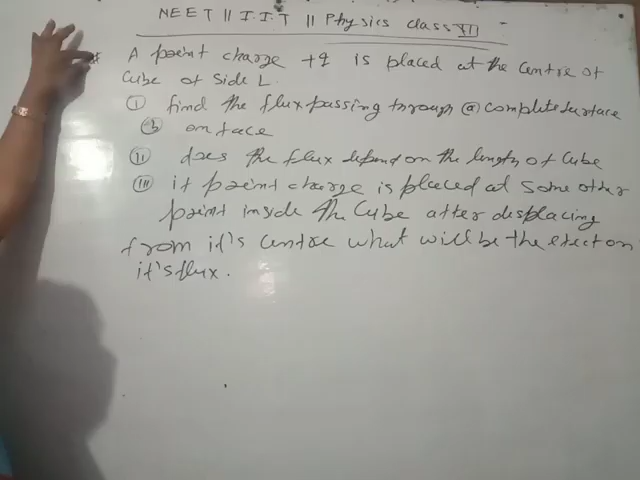 NEET || I.I.T || Physics class XII
* A point charge +q is placed at the centre of
Cube of Side L.
(i) find the flux passing through (a) complete surface
(b) on face
(ii) does the flux depend on the length of Cube
(iii) if point charge is placed at some other
point inside the Cube after displacing
from it's centre what will be the efect on
it's flux.